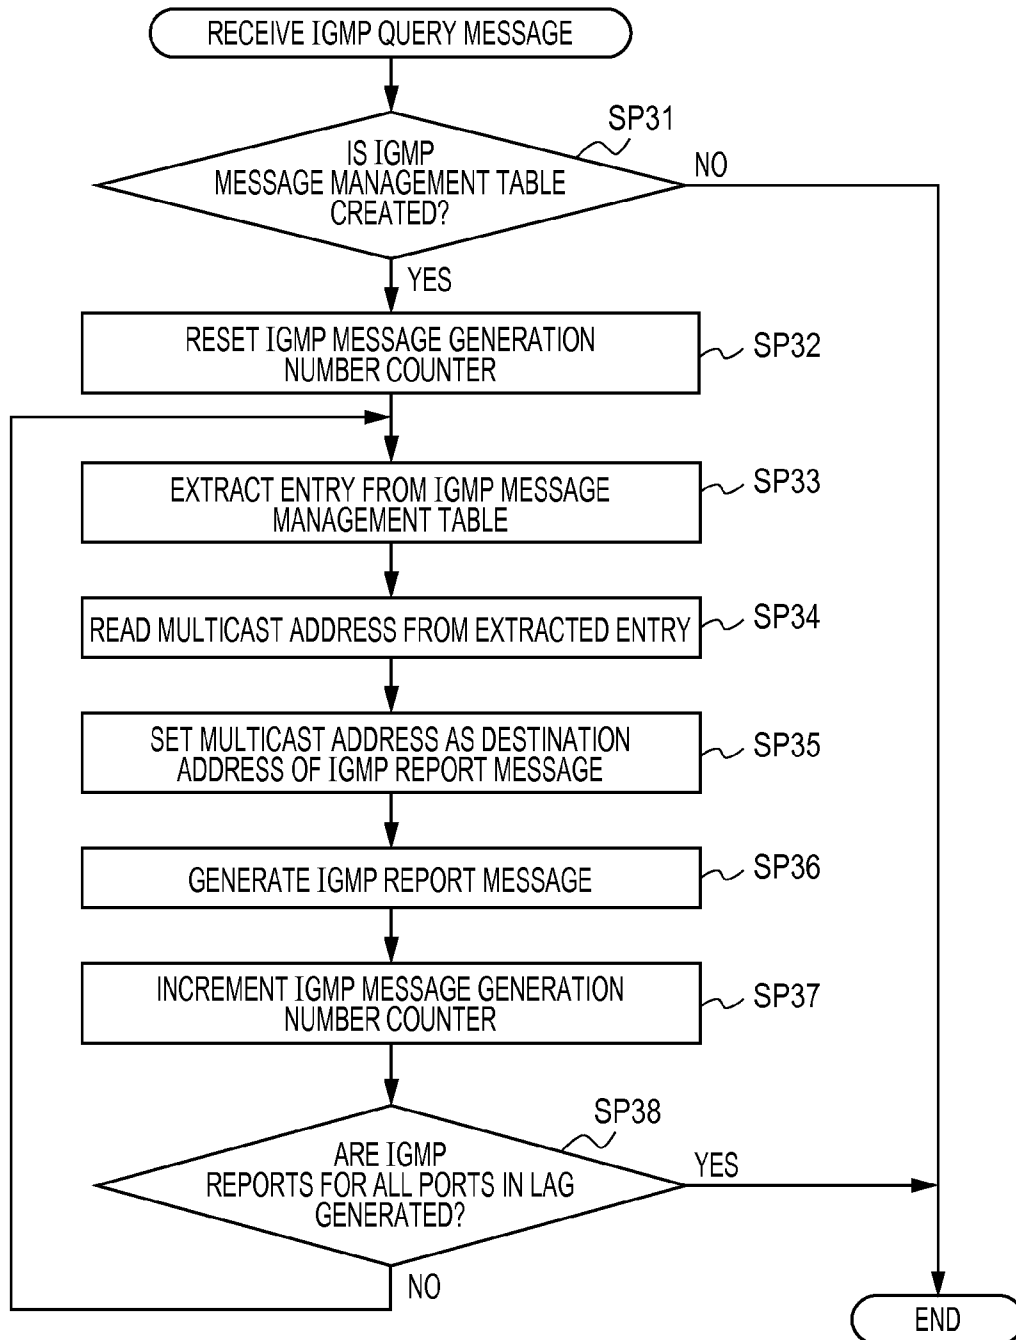 RECEIVE IGMP QUERY MESSAGE
SP31
IS IGMP
MESSAGE MANAGEMENT TABLE
CREATED?
NO
YES
RESET IGMP MESSAGE GENERATION
NUMBER COUNTER
SP32
EXTRACT ENTRY FROM IGMP MESSAGE
MANAGEMENT TABLE
SP33
READ MULTICAST ADDRESS FROM EXTRACTED ENTRY
SP34
SET MULTICAST ADDRESS AS DESTINATION
ADDRESS OF IGMP REPORT MESSAGE
SP35
GENERATE IGMP REPORT MESSAGE
SP36
INCREMENT IGMP MESSAGE GENERATION
NUMBER COUNTER
SP37
SP38
ARE IGMP
REPORTS FOR ALL PORTS IN LAG
GENERATED?
YES
NO
END